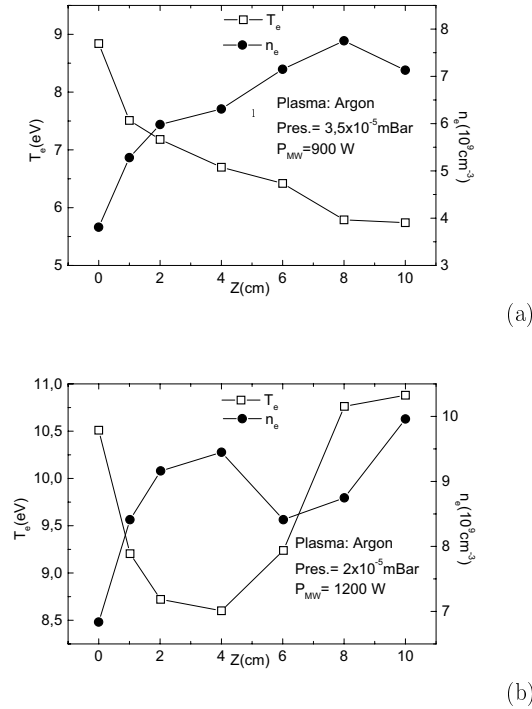 T_e
n_e
9
8
7
6
5
T_e(eV)
8
7
6
5
4
3
n_e(10^9cm^-3)
1
Plasma: Argon
Pres.= 3,5x10^-5mBar
P_MW=900 W
0 2 4 6 8 10
Z(cm)
(a)
T_e
n_e
11,0
10,5
10,0
9,5
9,0
8,5
T_e(eV)
10
9
8
7
n_e(10^9cm^-3)
Plasma: Argon
Pres.= 2x10^-5mBar
P_MW= 1200 W
0 2 4 6 8 10
Z(cm)
(b)